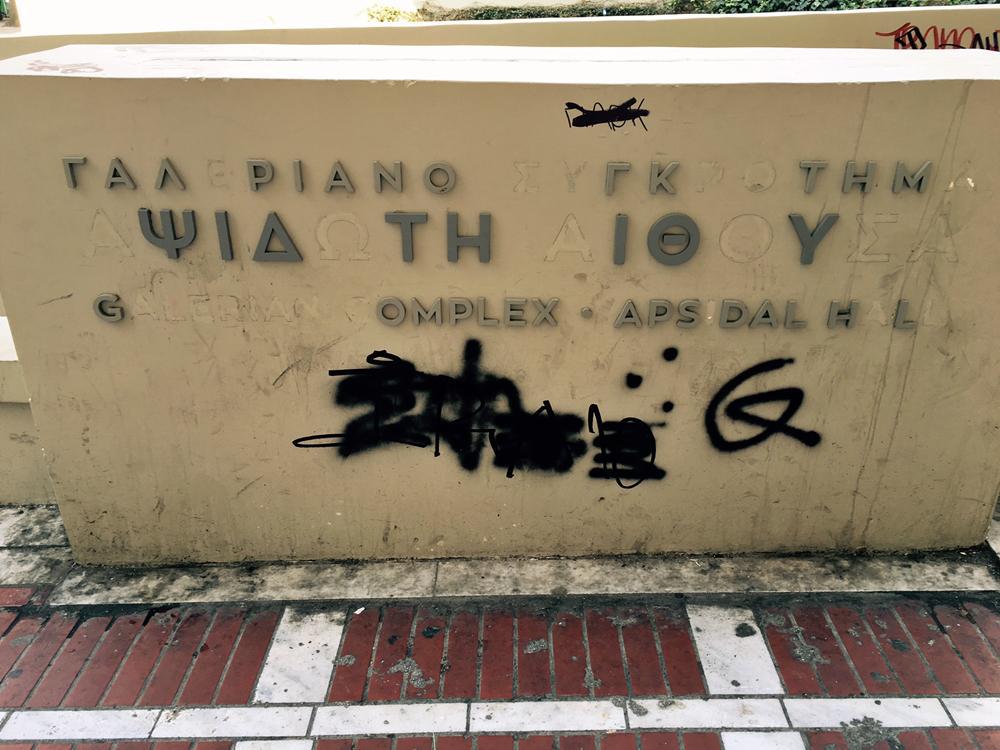 ΓΑΛΕΡΙΑΝΟ ΣΥΓΚΡΟΤΗΜΑ
ΑΨΙΔΩΤΗ ΑΙΘΟΥΣΑ
GALERIAN COMPLEX · APSIDAL HALL